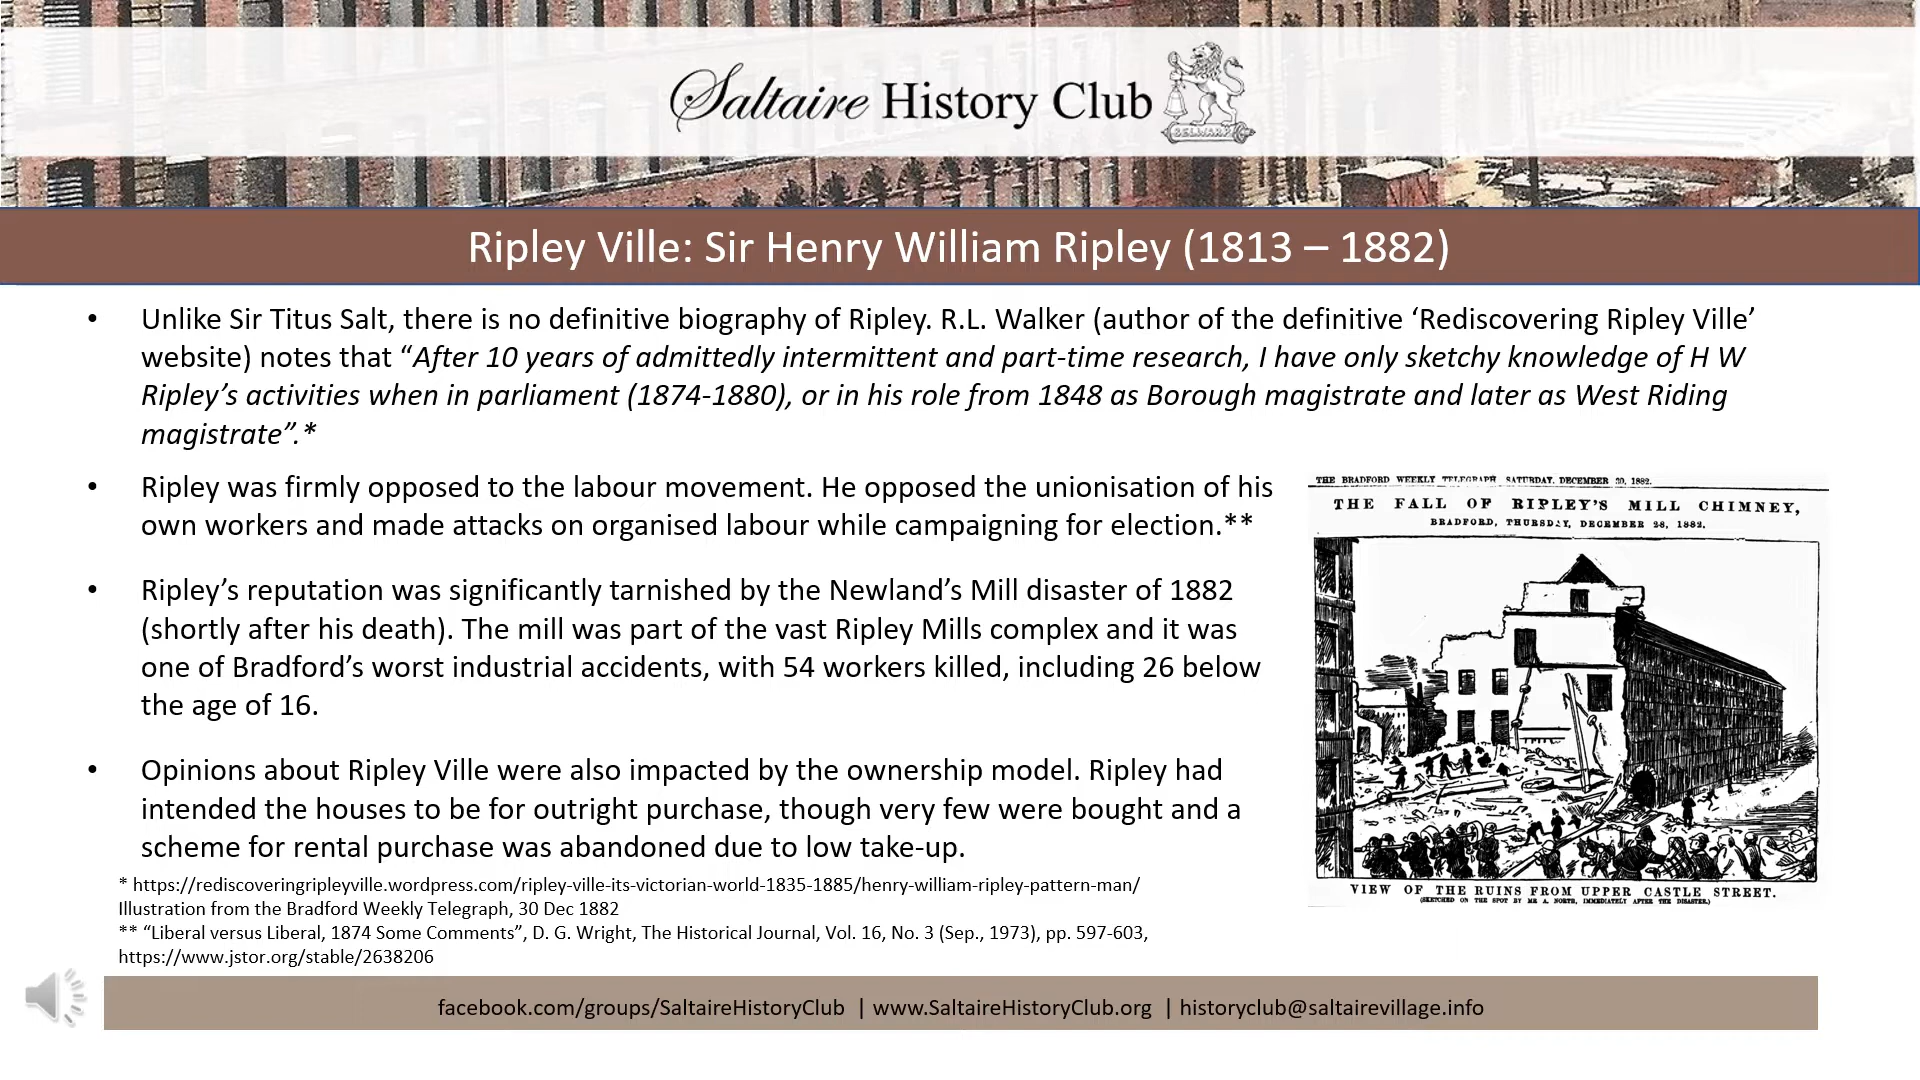 Saltaire History Club
Ripley Ville: Sir Henry William Ripley (1813 – 1882)
• Unlike Sir Titus Salt, there is no definitive biography of Ripley. R.L. Walker (author of the definitive ‘Rediscovering Ripley Ville’
website) notes that “After 10 years of admittedly intermittent and part-time research, I have only sketchy knowledge of H W
Ripley’s activities when in parliament (1874-1880), or in his role from 1848 as Borough magistrate and later as West Riding
magistrate”.*
• Ripley was firmly opposed to the labour movement. He opposed the unionisation of his
own workers and made attacks on organised labour while campaigning for election.**
• Ripley’s reputation was significantly tarnished by the Newland’s Mill disaster of 1882
(shortly after his death). The mill was part of the vast Ripley Mills complex and it was
one of Bradford’s worst industrial accidents, with 54 workers killed, including 26 below
the age of 16.
• Opinions about Ripley Ville were also impacted by the ownership model. Ripley had
intended the houses to be for outright purchase, though very few were bought and a
scheme for rental purchase was abandoned due to low take-up.
THE BRADFORD WEEKLY TELEGRAPH SATURDAY, DECEMBER 30, 1882.
THE FALL OF RIPLEY'S MILL CHIMNEY,
BRADFORD, THURSDAY, DECEMBER 28, 1882.
VIEW OF THE RUINS FROM UPPER CASTLE STREET.
(SKETCHED ON THE SPOT BY MR A. NORTH, IMMEDIATELY AFTER THE DISASTER.)
* https://rediscoveringripleyville.wordpress.com/ripley-ville-its-victorian-world-1835-1885/henry-william-ripley-pattern-man/
Illustration from the Bradford Weekly Telegraph, 30 Dec 1882
** “Liberal versus Liberal, 1874 Some Comments”, D. G. Wright, The Historical Journal, Vol. 16, No. 3 (Sep., 1973), pp. 597-603,
https://www.jstor.org/stable/2638206
facebook.com/groups/SaltaireHistoryClub | www.SaltaireHistoryClub.org | historyclub@saltairevillage.info